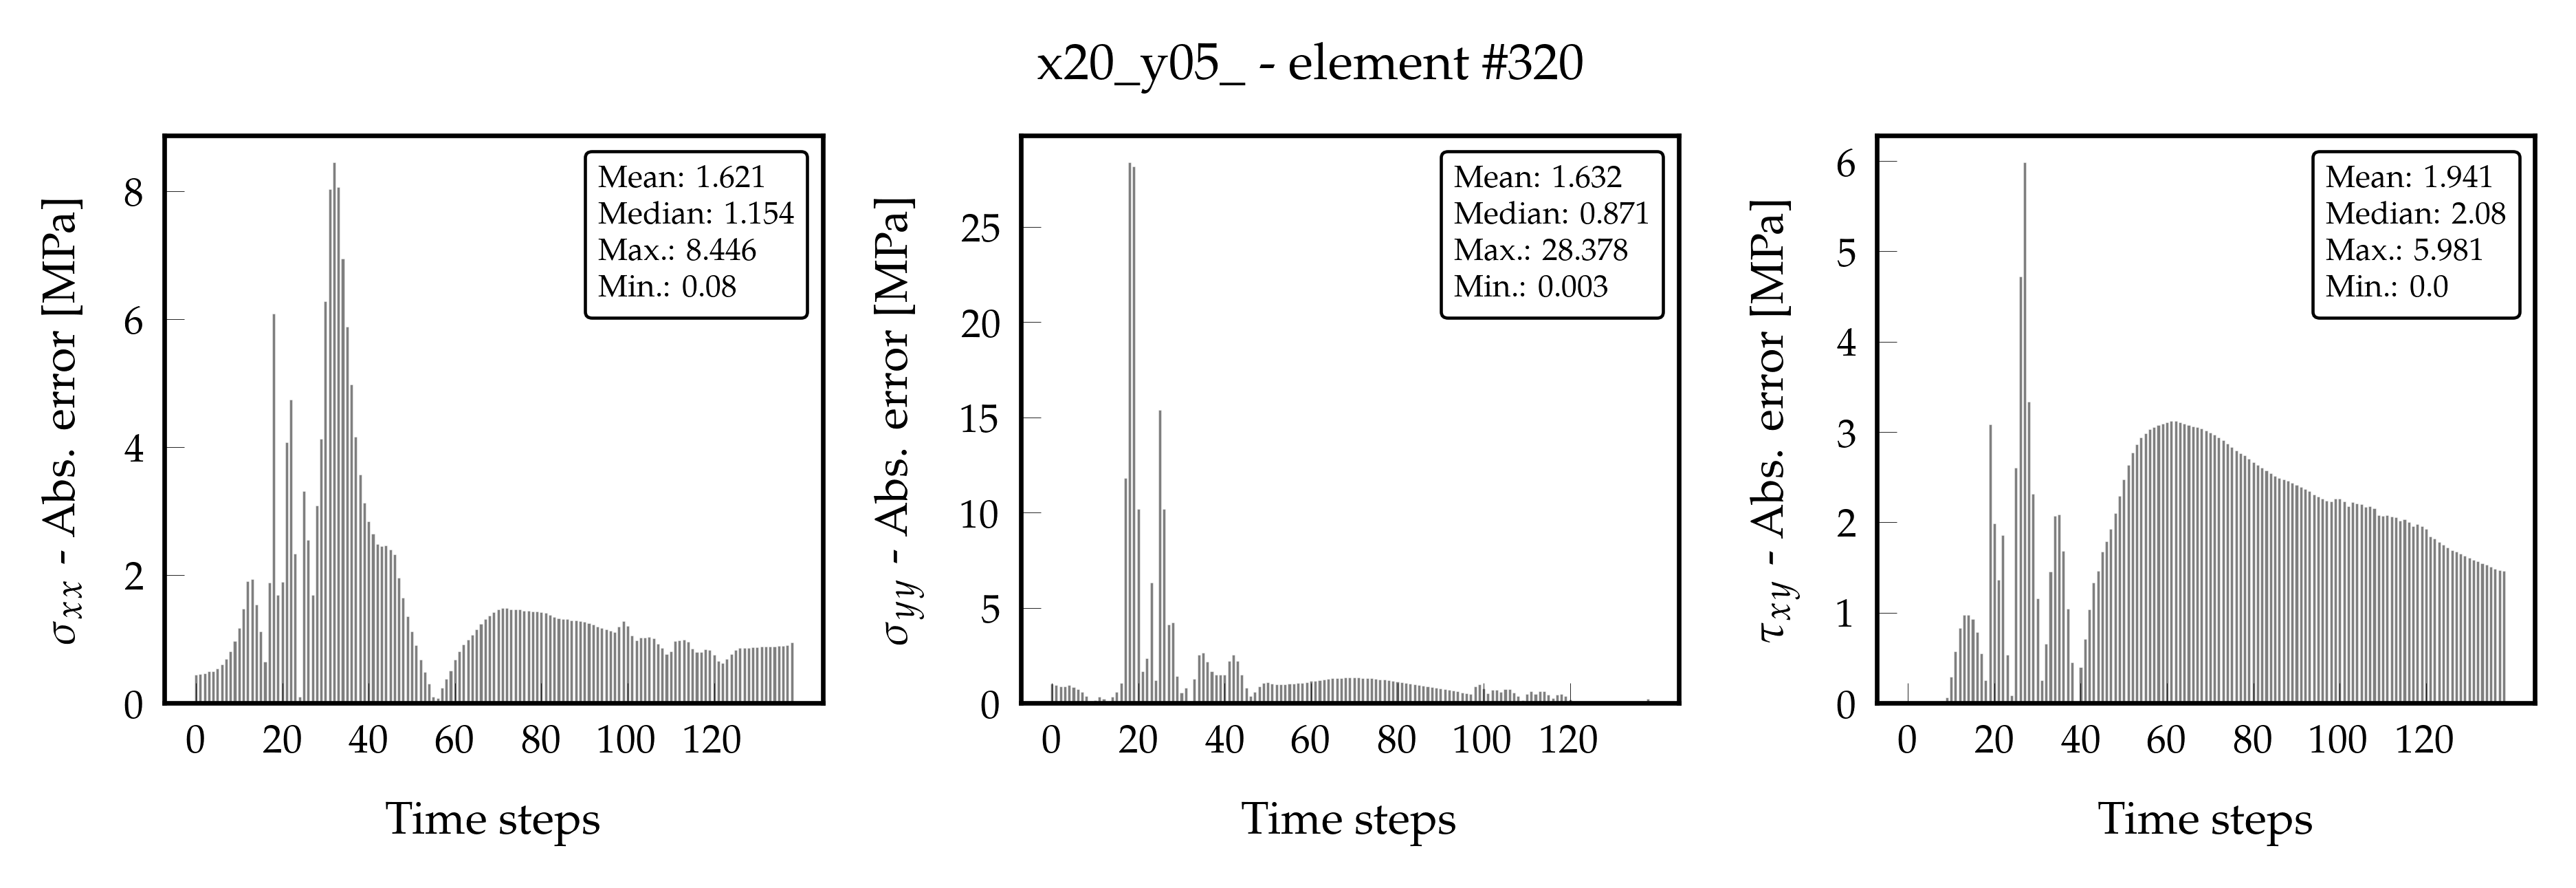 x20_y05_ - element #320
σxx - Abs. error [MPa]
8
6
4
2
0
Mean: 1.621
Median: 1.154
Max.: 8.446
Min.: 0.08
0 20 40 60 80 100 120
Time steps
σyy - Abs. error [MPa]
25
20
15
10
5
0
Mean: 1.632
Median: 0.871
Max.: 28.378
Min.: 0.003
0 20 40 60 80 100 120
Time steps
τxy - Abs. error [MPa]
6
5
4
3
2
1
0
Mean: 1.941
Median: 2.08
Max.: 5.981
Min.: 0.0
0 20 40 60 80 100 120
Time steps